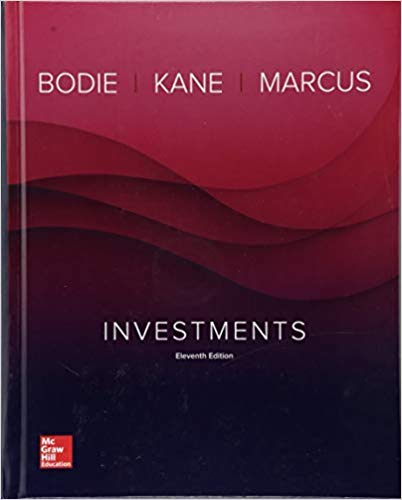 BODIE | KANE | MARCUS
INVESTMENTS
Eleventh Edition
Mc
Graw
Hill
Education